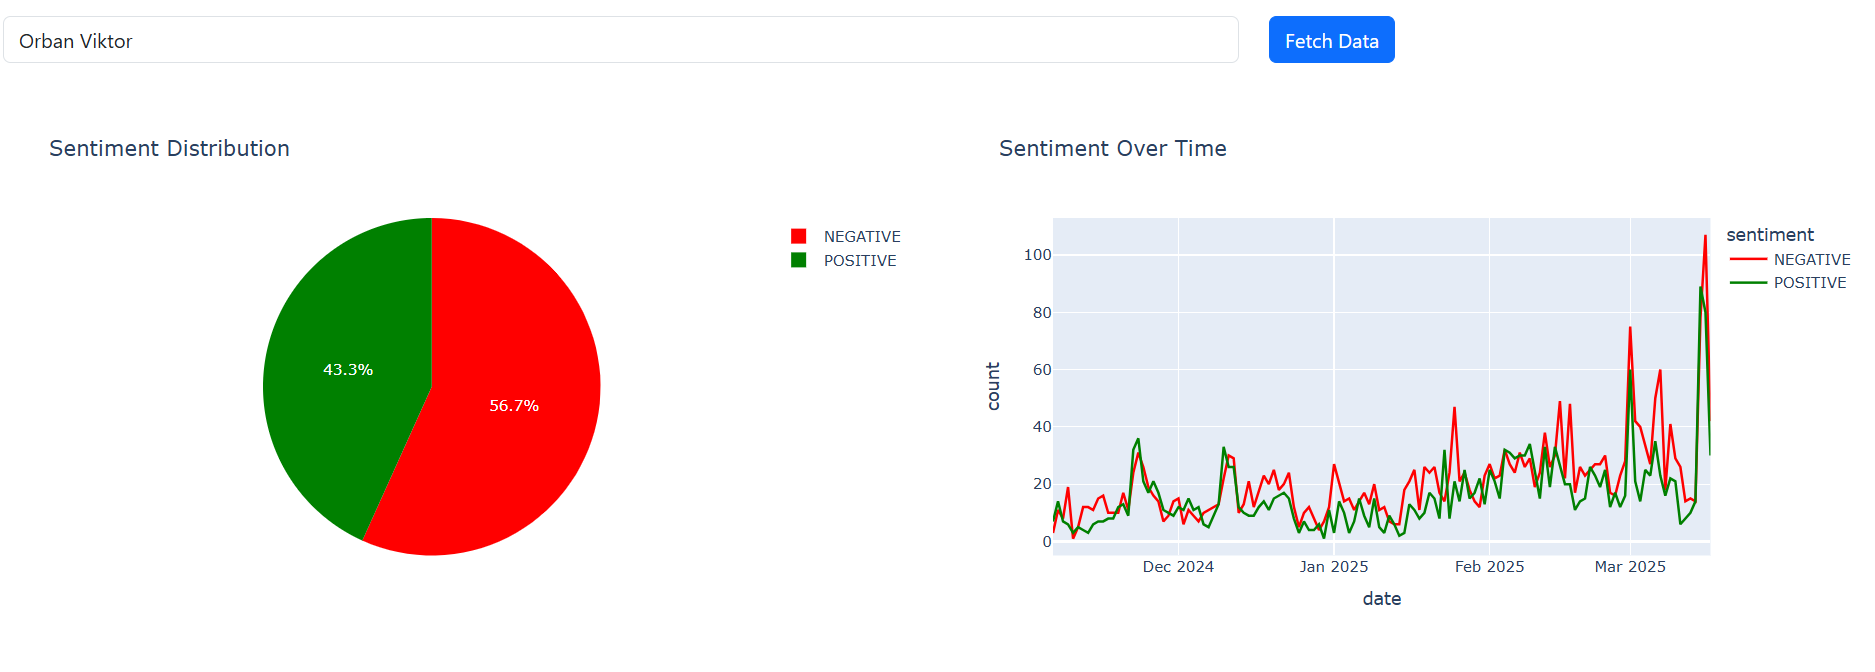 Orban Viktor
Fetch Data
Sentiment Distribution
NEGATIVE
POSITIVE
43.3%
56.7%
Sentiment Over Time
sentiment
NEGATIVE
POSITIVE
100
80
60
40
20
0
count
Dec 2024
Jan 2025
Feb 2025
Mar 2025
date